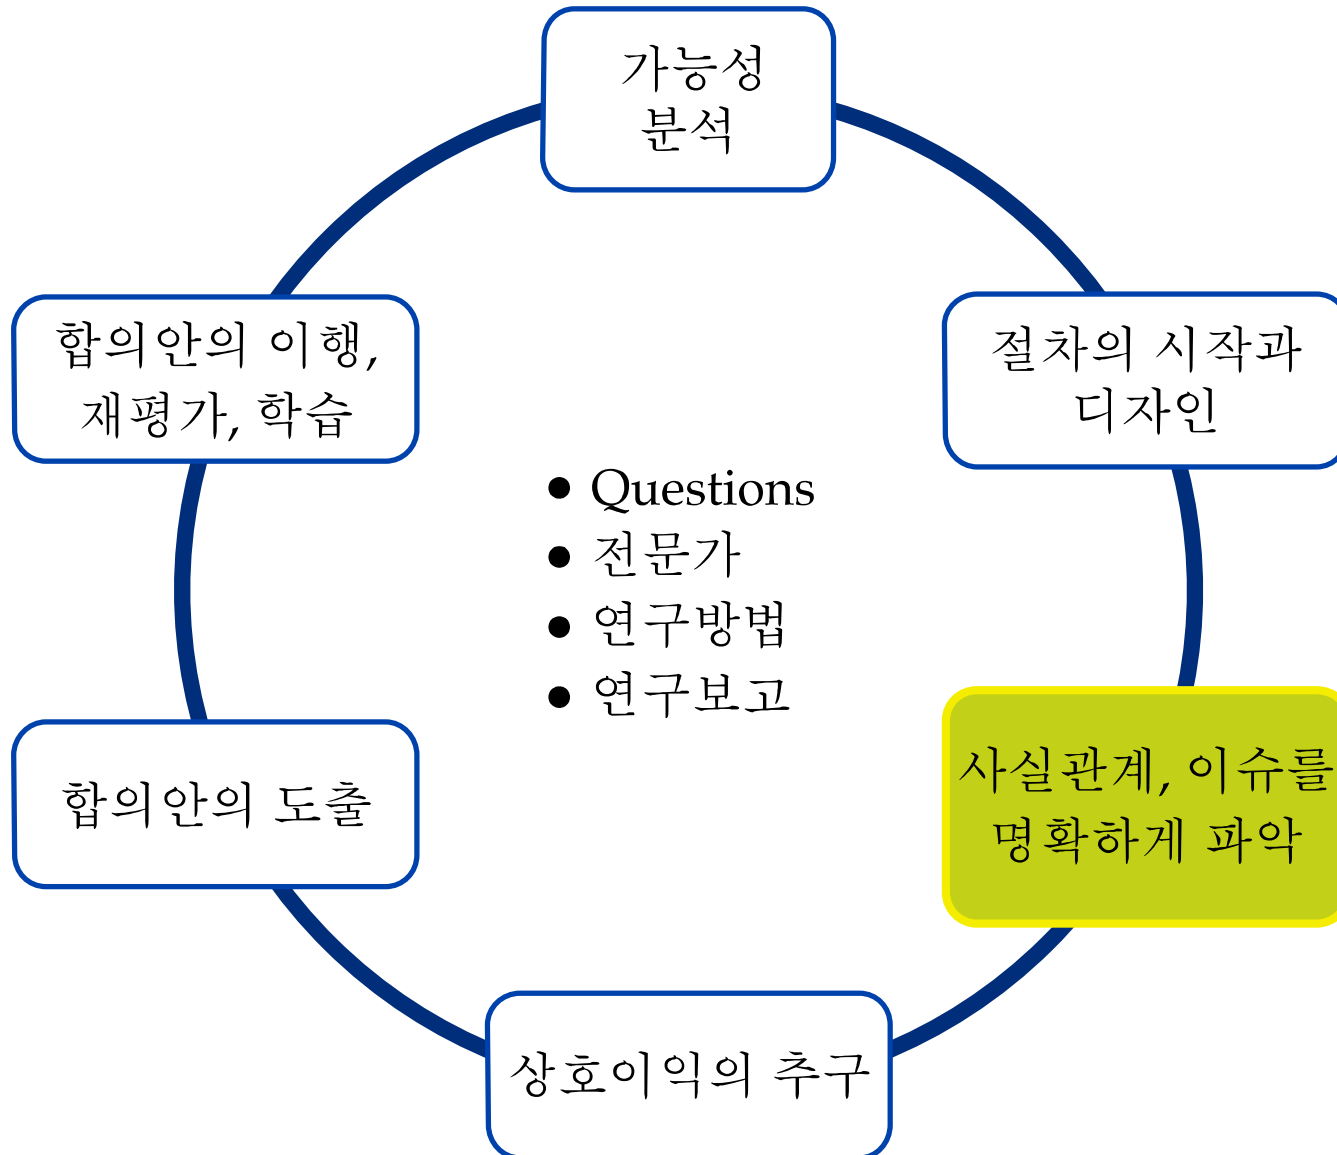 가능성
분석
절차의 시작과
디자인
사실관계, 이슈를
명확하게 파악
상호이익의 추구
합의안의 도출
합의안의 이행,
재평가, 학습
● Questions
● 전문가
● 연구방법
● 연구보고